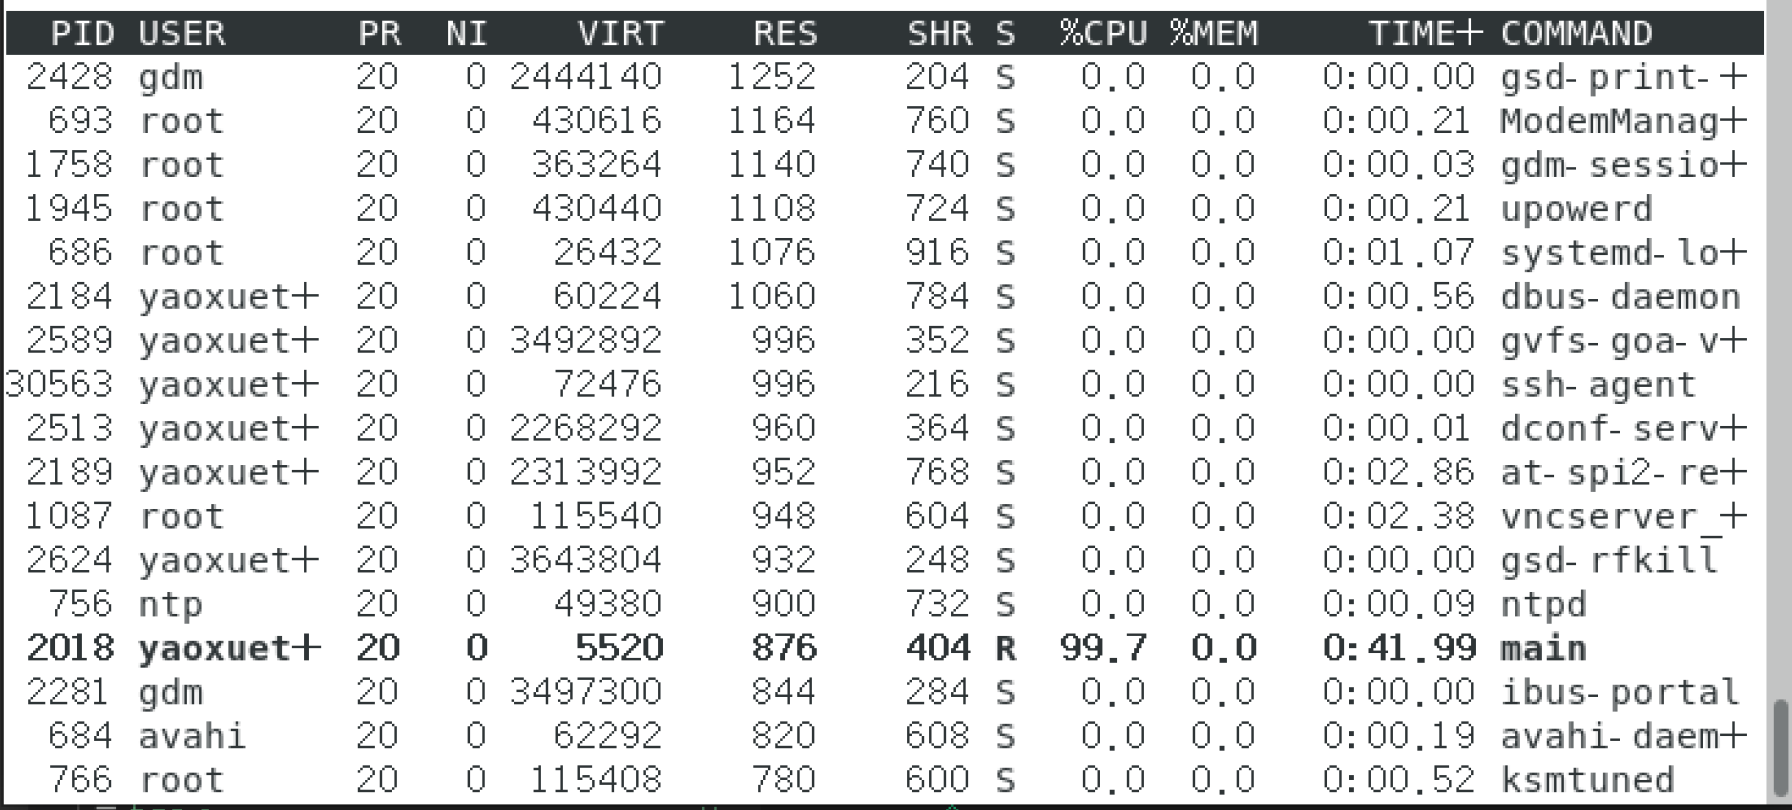 PID USER PR NI VIRT RES SHR S %CPU %MEM TIME+ COMMAND
2428 gdm 20 0 2444140 1252 204 S 0.0 0.0 0:00.00 gsd-print-+
693 root 20 0 430616 1164 760 S 0.0 0.0 0:00.21 ModemManag+
1758 root 20 0 363264 1140 740 S 0.0 0.0 0:00.03 gdm-sessio+
1945 root 20 0 430440 1108 724 S 0.0 0.0 0:00.21 upowerd
686 root 20 0 26432 1076 916 S 0.0 0.0 0:01.07 systemd-lo+
2184 yaoxuet+ 20 0 60224 1060 784 S 0.0 0.0 0:00.56 dbus-daemon
2589 yaoxuet+ 20 0 3492892 996 352 S 0.0 0.0 0:00.00 gvfs-goa-v+
30563 yaoxuet+ 20 0 72476 996 216 S 0.0 0.0 0:00.00 ssh-agent
2513 yaoxuet+ 20 0 2268292 960 364 S 0.0 0.0 0:00.01 dconf-serv+
2189 yaoxuet+ 20 0 2313992 952 768 S 0.0 0.0 0:02.86 at-spi2-re+
1087 root 20 0 115540 948 604 S 0.0 0.0 0:02.38 vncserver_+
2624 yaoxuet+ 20 0 3643804 932 248 S 0.0 0.0 0:00.00 gsd-rfkill
756 ntp 20 0 49380 900 732 S 0.0 0.0 0:00.09 ntpd
2018 yaoxuet+ 20 0 5520 876 404 R 99.7 0.0 0:41.99 main
2281 gdm 20 0 3497300 844 284 S 0.0 0.0 0:00.00 ibus-portal
684 avahi 20 0 62292 820 608 S 0.0 0.0 0:00.19 avahi-daem+
766 root 20 0 115408 780 600 S 0.0 0.0 0:00.52 ksmtuned